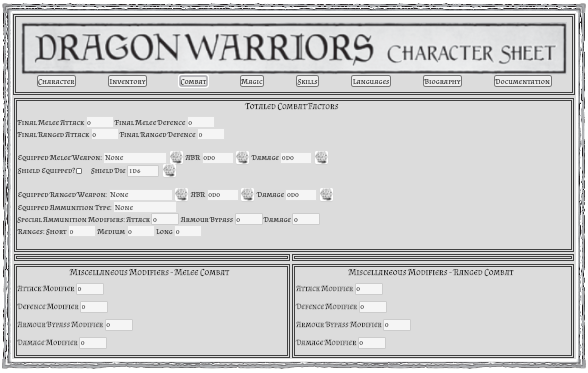 DRAGON WARRIORS CHARACTER SHEET
Character Inventory Combat Magic Skills Languages Biography Documentation
Totaled Combat Factors
Final Melee Attack 0 Final Melee Defence 0
Final Ranged Attack 0 Final Ranged Defence 0
Equipped Melee Weapon: None ABR 0D0 Damage 0D0
Shield Equipped? Shield Die 1D6
Equipped Ranged Weapon: None ABR 0D0 Damage 0D0
Equipped Ammunition Type: None
Special Ammunition Modifiers: Attack 0 Armour Bypass 0 Damage 0
Ranges: Short 0 Medium 0 Long 0
Miscellaneous Modifiers - Melee Combat
Attack Modifier 0
Defence Modifier 0
Armour Bypass Modifier 0
Damage Modifier 0
Miscellaneous Modifiers - Ranged Combat
Attack Modifier 0
Defence Modifier 0
Armour Bypass Modifier 0
Damage Modifier 0